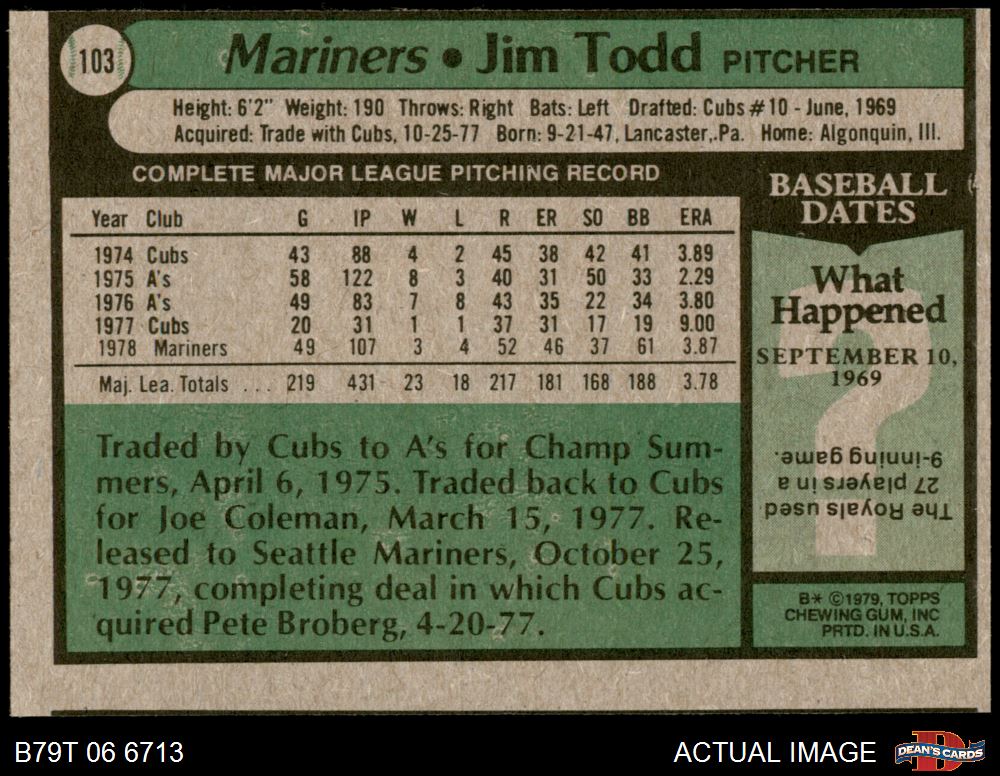 103
Mariners • Jim Todd PITCHER
Height: 6'2" Weight: 190 Throws: Right Bats: Left Drafted: Cubs #10 - June, 1969
Acquired: Trade with Cubs, 10-25-77 Born: 9-21-47, Lancaster, Pa. Home: Algonquin, Ill.
COMPLETE MAJOR LEAGUE PITCHING RECORD
Year Club G IP W L R ER SO BB ERA
1974 Cubs 43 88 4 2 45 38 42 41 3.89
1975 A's 58 122 8 3 40 31 50 33 2.29
1976 A's 49 83 7 8 43 35 22 34 3.80
1977 Cubs 20 31 1 1 37 31 17 19 9.00
1978 Mariners 49 107 3 4 52 46 37 61 3.87
Maj. Lea. Totals ... 219 431 23 18 217 181 168 188 3.78
Traded by Cubs to A's for Champ Sum-
mers, April 6, 1975. Traded back to Cubs
for Joe Coleman, March 15, 1977. Re-
leased to Seattle Mariners, October 25,
1977, completing deal in which Cubs ac-
quired Pete Broberg, 4-20-77.
BASEBALL
DATES
What
Happened
SEPTEMBER 10,
1969
The Royals used
27 players in a
9-inning game.
B* ©1979, TOPPS
CHEWING GUM, INC
PRTD. IN U.S.A.
B79T 06 6713
ACTUAL IMAGE
DEAN'S CARDS